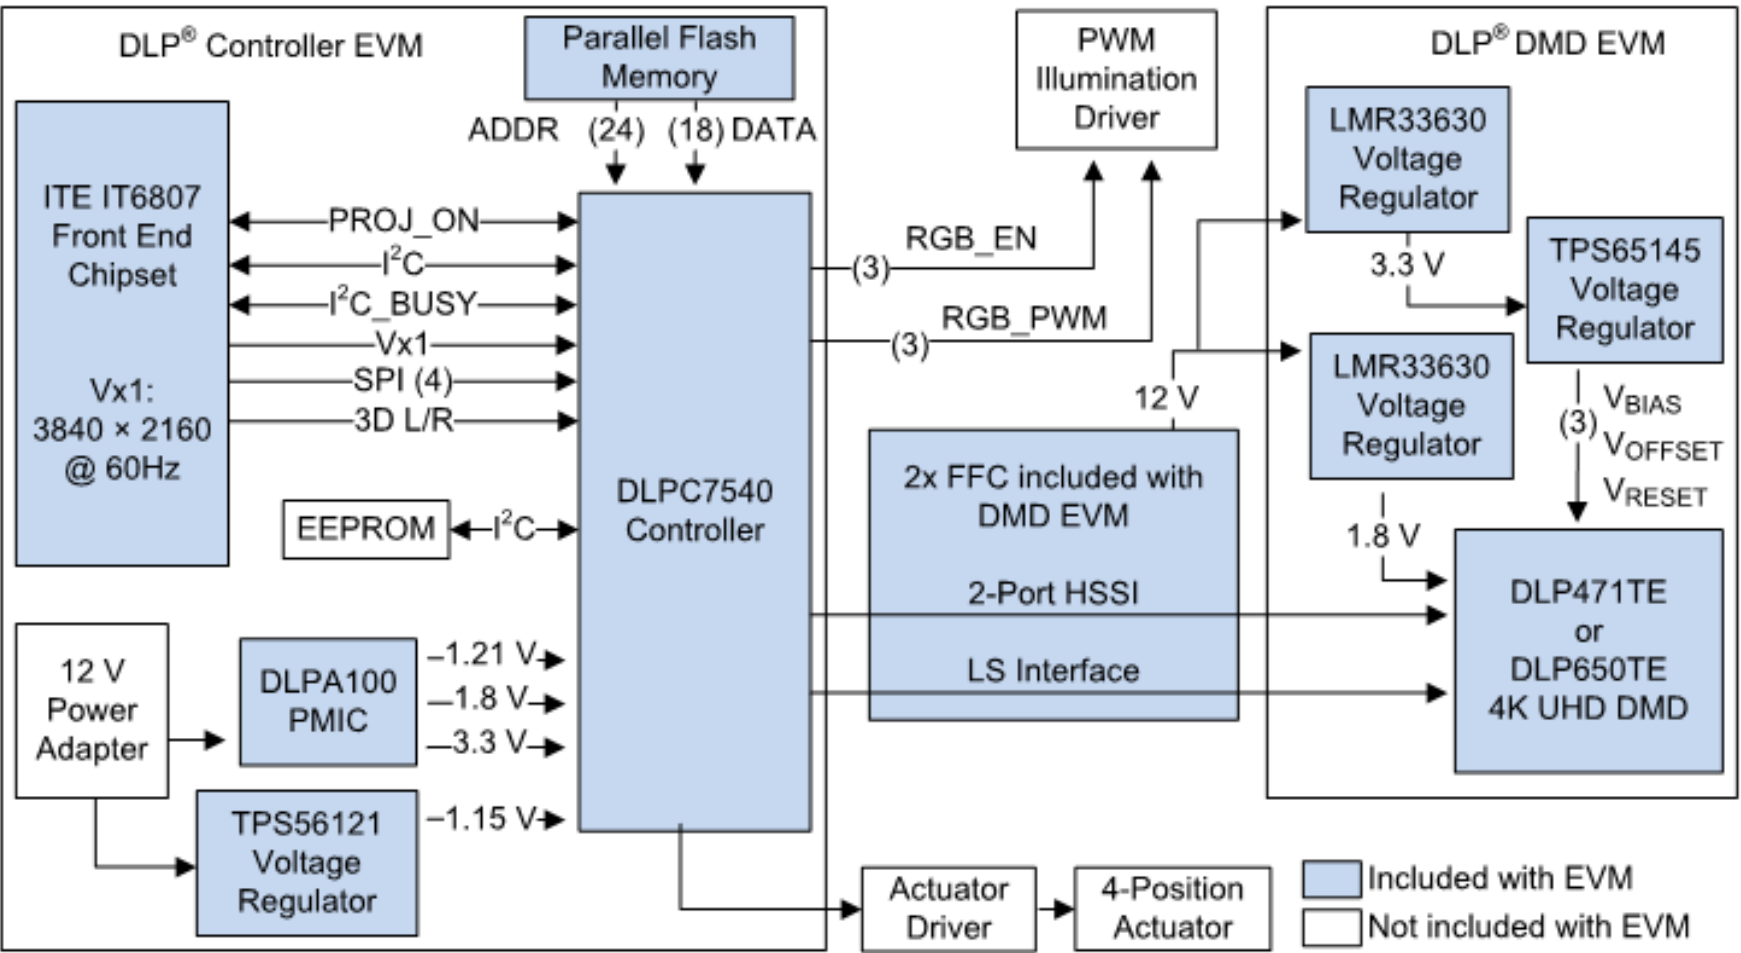 DLP® Controller EVM
Parallel Flash
Memory
ADDR (24) (18) DATA
ITE IT6807
Front End
Chipset
Vx1:
3840 × 2160
@ 60Hz
PROJ_ON
I²C
I²C_BUSY
Vx1
SPI (4)
3D L/R
EEPROM
I²C
DLPC7540
Controller
12 V
Power
Adapter
DLPA100
PMIC
1.21 V
1.8 V
3.3 V
TPS56121
Voltage
Regulator
1.15 V
PWM
Illumination
Driver
RGB_EN
(3)
RGB_PWM
(3)
12 V
2x FFC included with
DMD EVM
2-Port HSSI
LS Interface
Actuator
Driver
4-Position
Actuator
DLP® DMD EVM
LMR33630
Voltage
Regulator
3.3 V
TPS65145
Voltage
Regulator
LMR33630
Voltage
Regulator
1.8 V
(3)
VBIAS
VOFFSET
VRESET
DLP471TE
or
DLP650TE
4K UHD DMD
Included with EVM
Not included with EVM